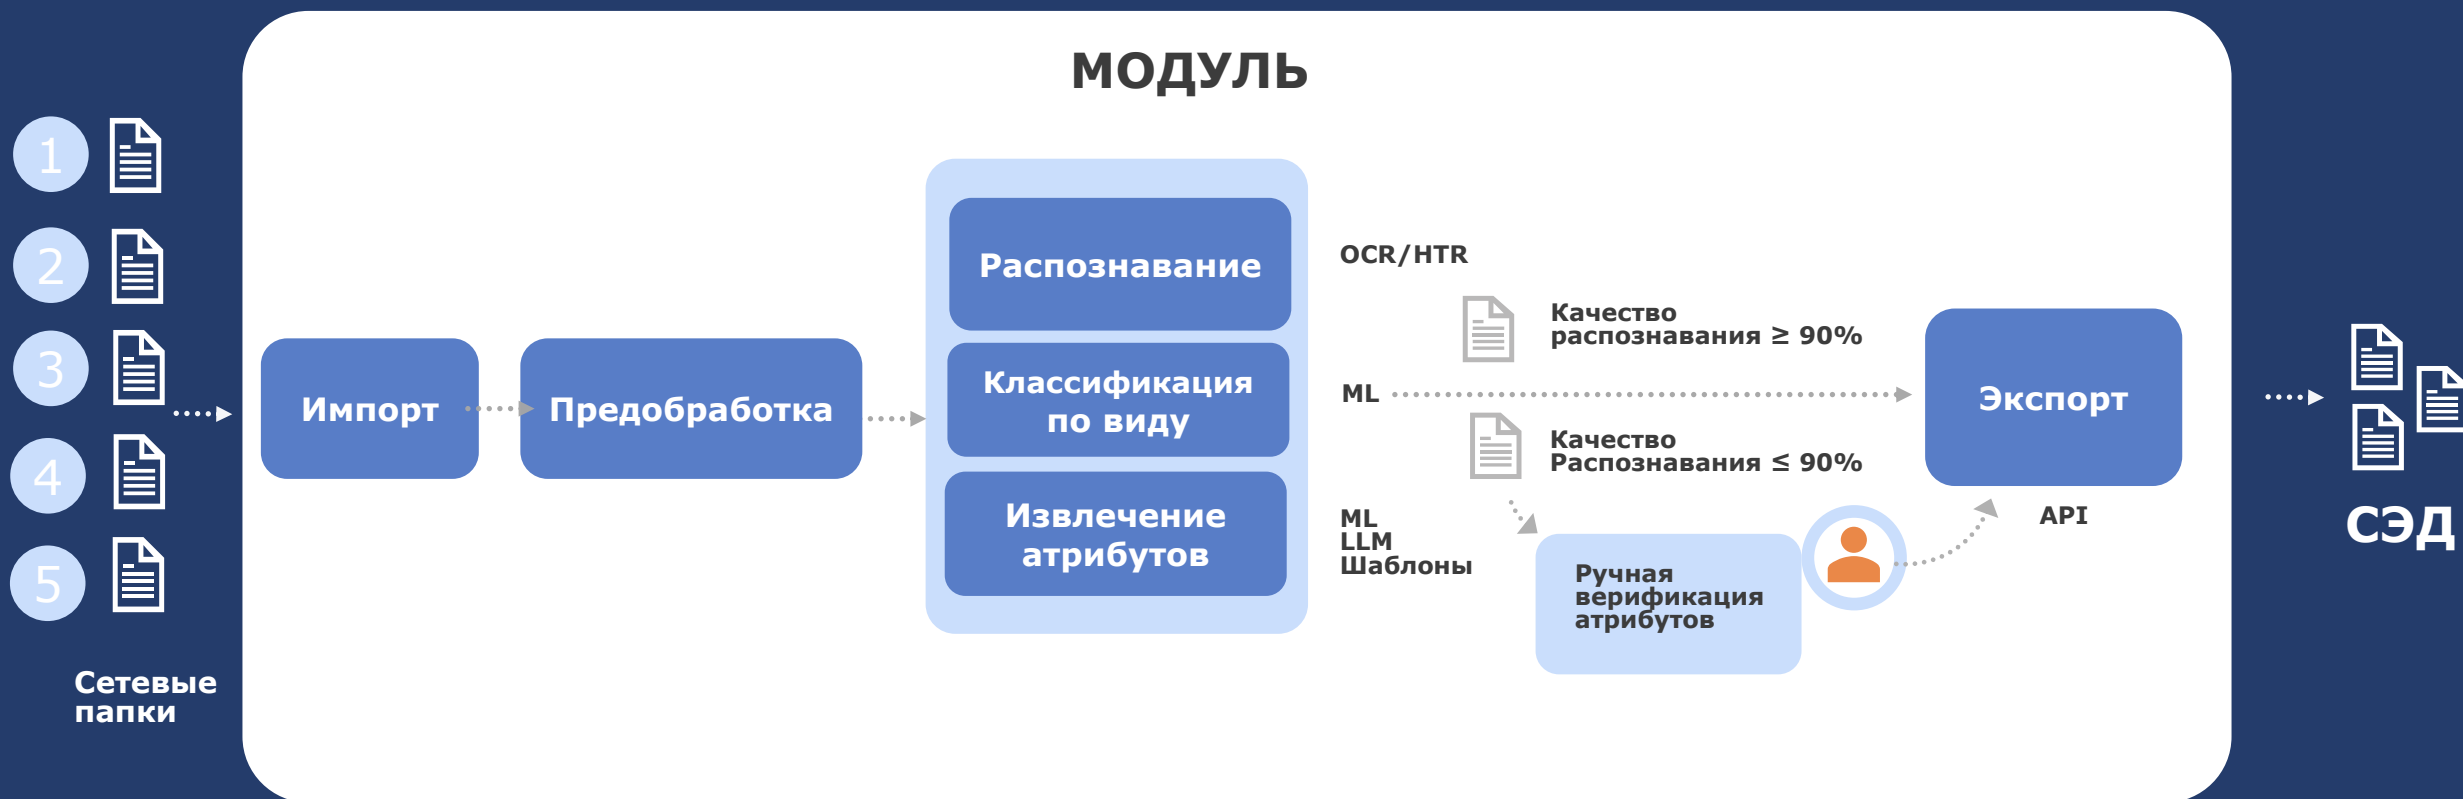 МОДУЛЬ
1
2
3
4
5
Сетевые
папки
Импорт
Предобработка
Распознавание
Классификация
по виду
Извлечение
атрибутов
OCR/HTR
ML
ML
LLM
Шаблоны
Качество
распознавания ≥ 90%
Качество
Распознавания ≤ 90%
Ручная
верификация
атрибутов
Экспорт
API
СЭД